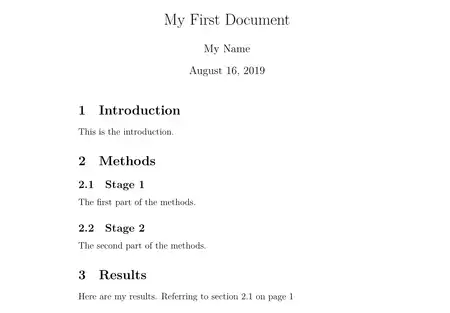 My First Document
My Name
August 16, 2019
1 Introduction
This is the introduction.
2 Methods
2.1 Stage 1
The first part of the methods.
2.2 Stage 2
The second part of the methods.
3 Results
Here are my results. Referring to section 2.1 on page 1